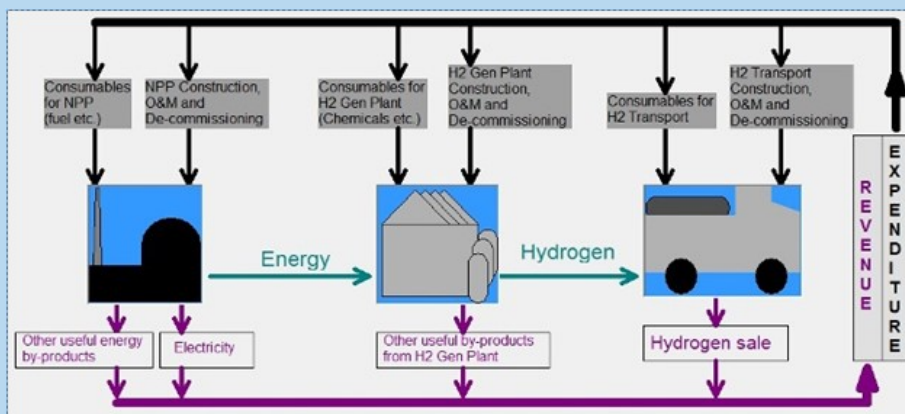 Consumables
for NPP
(fuel etc.)
NPP Construction,
O&M and
De-commissioning
Consumables for
H2 Gen Plant
(Chemicals etc.)
H2 Gen Plant
Construction,
O&M and
De-commissioning
Consumables for
H2 Transport
H2 Transport
Construction,
O&M and
De-commissioning
Energy
Hydrogen
Other useful energy
by-products
Electricity
Other useful by-products
from H2 Gen Plant
Hydrogen sale
REVENUE
EXPENDITURE